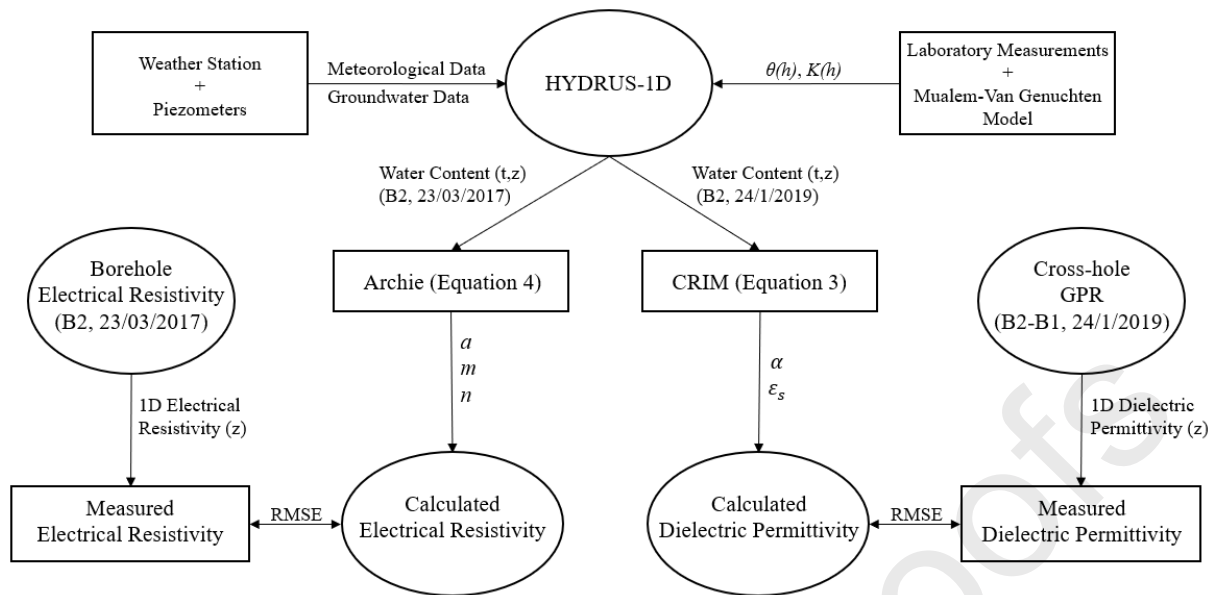 Weather Station
+
Piezometers
Meteorological Data
Groundwater Data
HYDRUS-1D
θ(h), K(h)
Laboratory Measurements
+
Mualem-Van Genuchten
Model
Water Content (t,z)
(B2, 23/03/2017)
Water Content (t,z)
(B2, 24/1/2019)
Borehole
Electrical Resistivity
(B2, 23/03/2017)
Archie (Equation 4)
CRIM (Equation 3)
Cross-hole
GPR
(B2-B1, 24/1/2019)
a
m
n
α
εs
1D Electrical
Resistivity (z)
1D Dielectric
Permittivity (z)
Measured
Electrical Resistivity
RMSE
Calculated
Electrical Resistivity
Calculated
Dielectric Permittivity
RMSE
Measured
Dielectric Permittivity
oofs